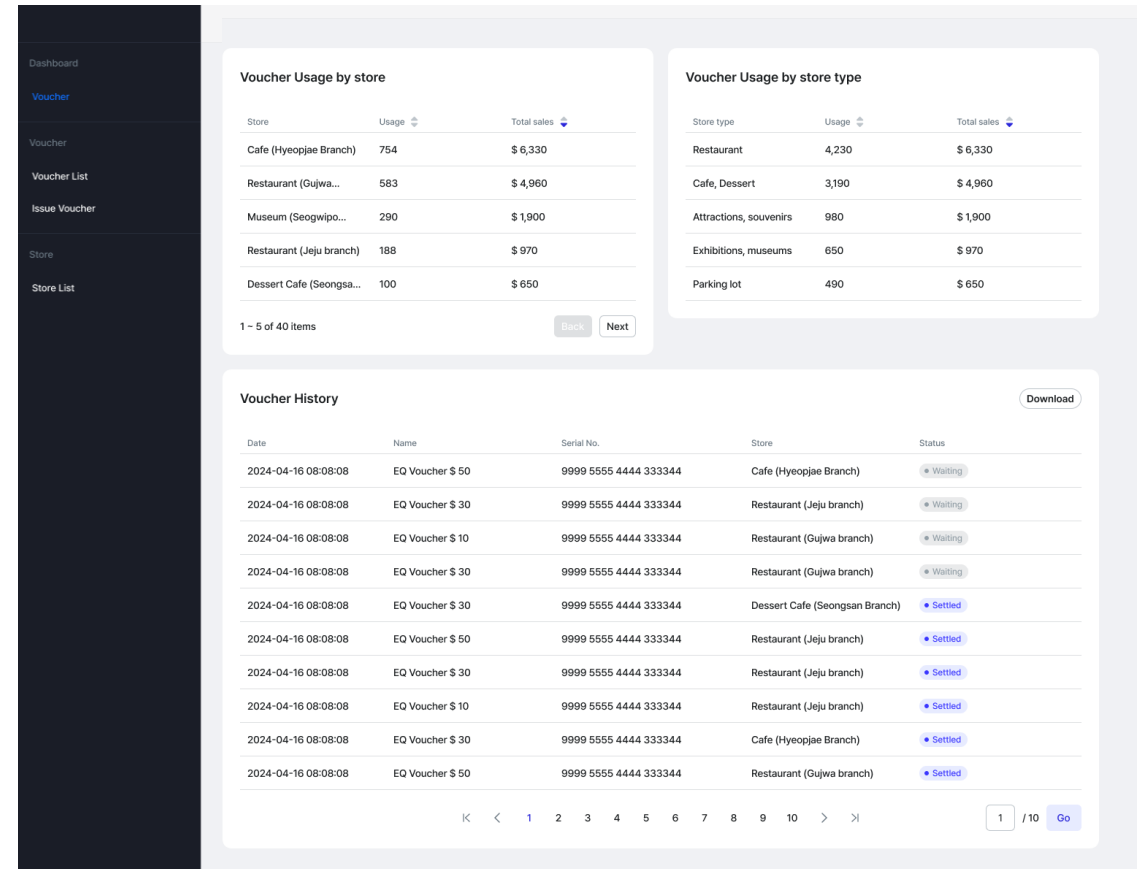 Dashboard
Voucher
Voucher
Voucher List
Issue Voucher
Store
Store List
Voucher Usage by store
Store Usage Total sales
Cafe (Hyeopjae Branch) 754 $ 6,330
Restaurant (Gujwa... 583 $ 4,960
Museum (Seogwipo... 290 $ 1,900
Restaurant (Jeju branch) 188 $ 970
Dessert Cafe (Seongsa... 100 $ 650
1 ~ 5 of 40 items Back Next
Voucher Usage by store type
Store type Usage Total sales
Restaurant 4,230 $ 6,330
Cafe, Dessert 3,190 $ 4,960
Attractions, souvenirs 980 $ 1,900
Exhibitions, museums 650 $ 970
Parking lot 490 $ 650
Voucher History Download
Date Name Serial No. Store Status
2024-04-16 08:08:08 EQ Voucher $ 50 9999 5555 4444 333344 Cafe (Hyeopjae Branch) Waiting
2024-04-16 08:08:08 EQ Voucher $ 30 9999 5555 4444 333344 Restaurant (Jeju branch) Waiting
2024-04-16 08:08:08 EQ Voucher $ 10 9999 5555 4444 333344 Restaurant (Gujwa branch) Waiting
2024-04-16 08:08:08 EQ Voucher $ 30 9999 5555 4444 333344 Restaurant (Gujwa branch) Waiting
2024-04-16 08:08:08 EQ Voucher $ 30 9999 5555 4444 333344 Dessert Cafe (Seongsan Branch) Settled
2024-04-16 08:08:08 EQ Voucher $ 50 9999 5555 4444 333344 Restaurant (Jeju branch) Settled
2024-04-16 08:08:08 EQ Voucher $ 30 9999 5555 4444 333344 Restaurant (Jeju branch) Settled
2024-04-16 08:08:08 EQ Voucher $ 10 9999 5555 4444 333344 Restaurant (Jeju branch) Settled
2024-04-16 08:08:08 EQ Voucher $ 30 9999 5555 4444 333344 Cafe (Hyeopjae Branch) Settled
2024-04-16 08:08:08 EQ Voucher $ 50 9999 5555 4444 333344 Restaurant (Gujwa branch) Settled
1 2 3 4 5 6 7 8 9 10 1 / 10 Go